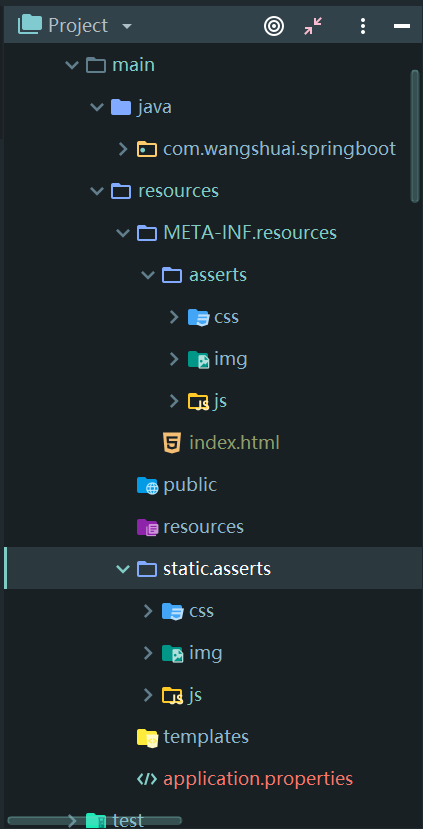 Project
main
java
com.wangshuai.springboot
resources
META-INF.resources
asserts
css
img
js
index.html
public
resources
static.asserts
css
img
js
templates
application.properties
test